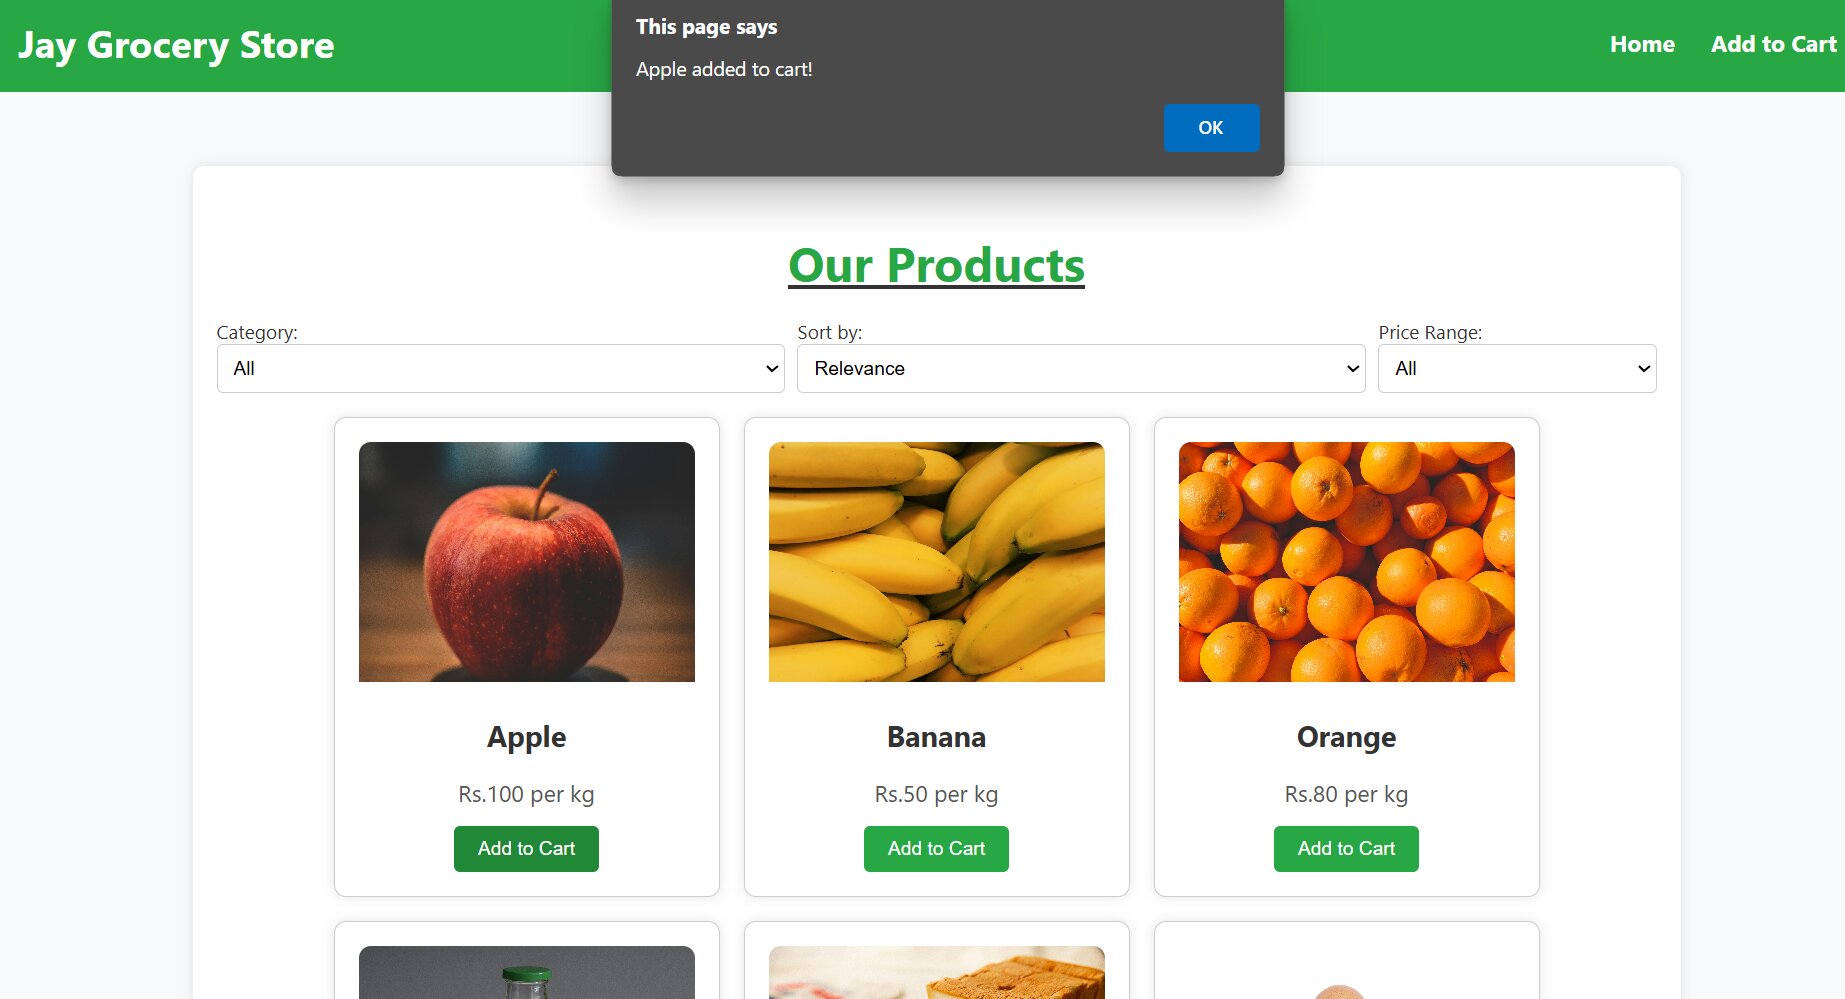 Jay Grocery Store
Home
Add to Cart
This page says
Apple added to cart!
OK
Our Products
Category:
Sort by:
Price Range:
All
Relevance
All
Apple
Banana
Orange
Rs.100 per kg
Rs.50 per kg
Rs.80 per kg
Add to Cart
Add to Cart
Add to Cart